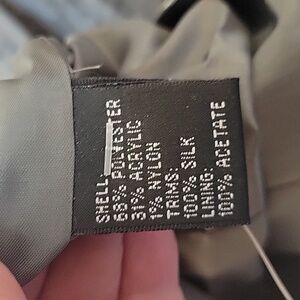 SHELL:
68% POLYESTER
31% ACRYLIC
1% NYLON
TRIMS:
100% SILK
LINING:
100% ACETATE